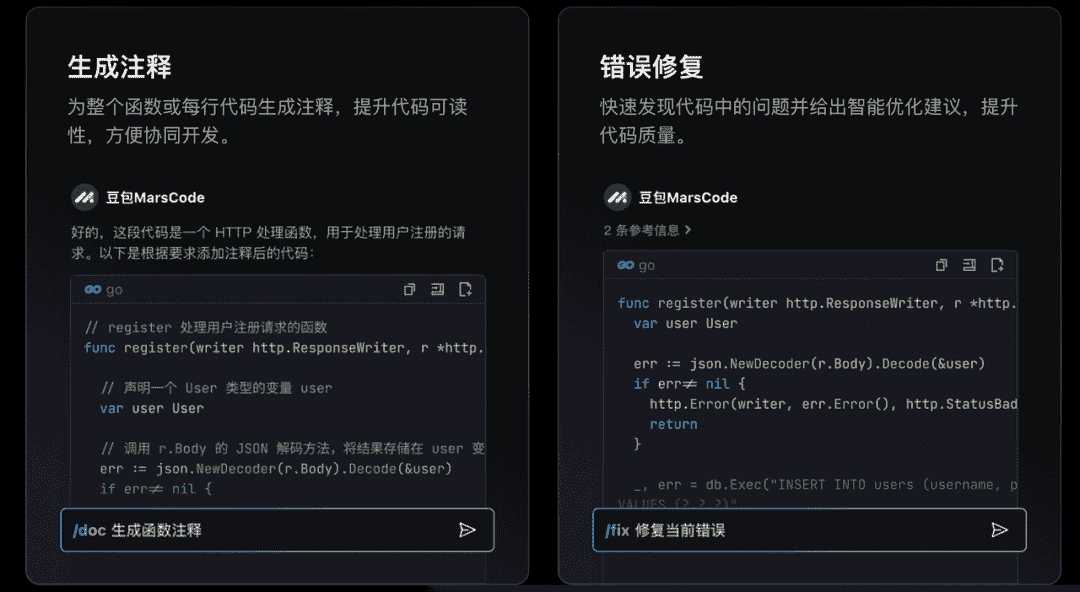 生成注释
为整个函数或每行代码生成注释，提升代码可读
性，方便协同开发。
豆包MarsCode
好的，这段代码是一个 HTTP 处理函数，用于处理用户注册的请
求。以下是根据要求添加注释后的代码：
GO go
// register 处理用户注册请求的函数
func register(writer http.ResponseWriter, r *http.
// 声明一个 User 类型的变量 user
var user User
// 调用 r.Body 的 JSON 解码方法，将结果存储在 user 变
err := json.NewDecoder(r.Body).Decode(&user)
if err != nil {
/doc 生成函数注释
错误修复
快速发现代码中的问题并给出智能优化建议，提升
代码质量。
豆包MarsCode
2 条参考信息 >
GO go
func register(writer http.ResponseWriter, r *http.
var user User
err := json.NewDecoder(r.Body).Decode(&user)
if err != nil {
http.Error(writer, err.Error(), http.StatusBad
return
}
_, err = db.Exec("INSERT INTO users (username, p
VALUES (?,?,?)",
/fix 修复当前错误